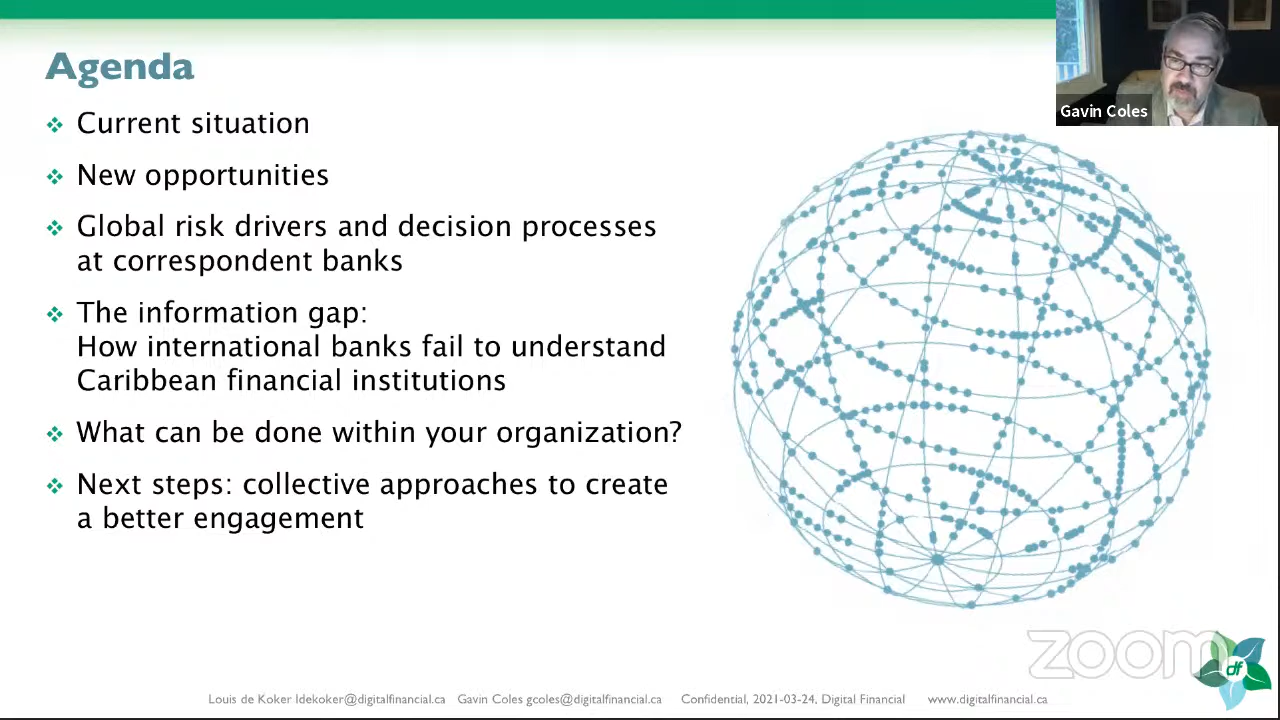 Agenda
Gavin Coles
Current situation
New opportunities
Global risk drivers and decision processes
at correspondent banks
The information gap:
How international banks fail to understand
Caribbean financial institutions
What can be done within your organization?
Next steps: collective approaches to create
a better engagement
zoom
df
Louis de Koker ldekoker@digitalfinancial.ca Gavin Coles gcoles@digitalfinancial.ca Confidential, 2021-03-24, Digital Financial www.digitalfinancial.ca